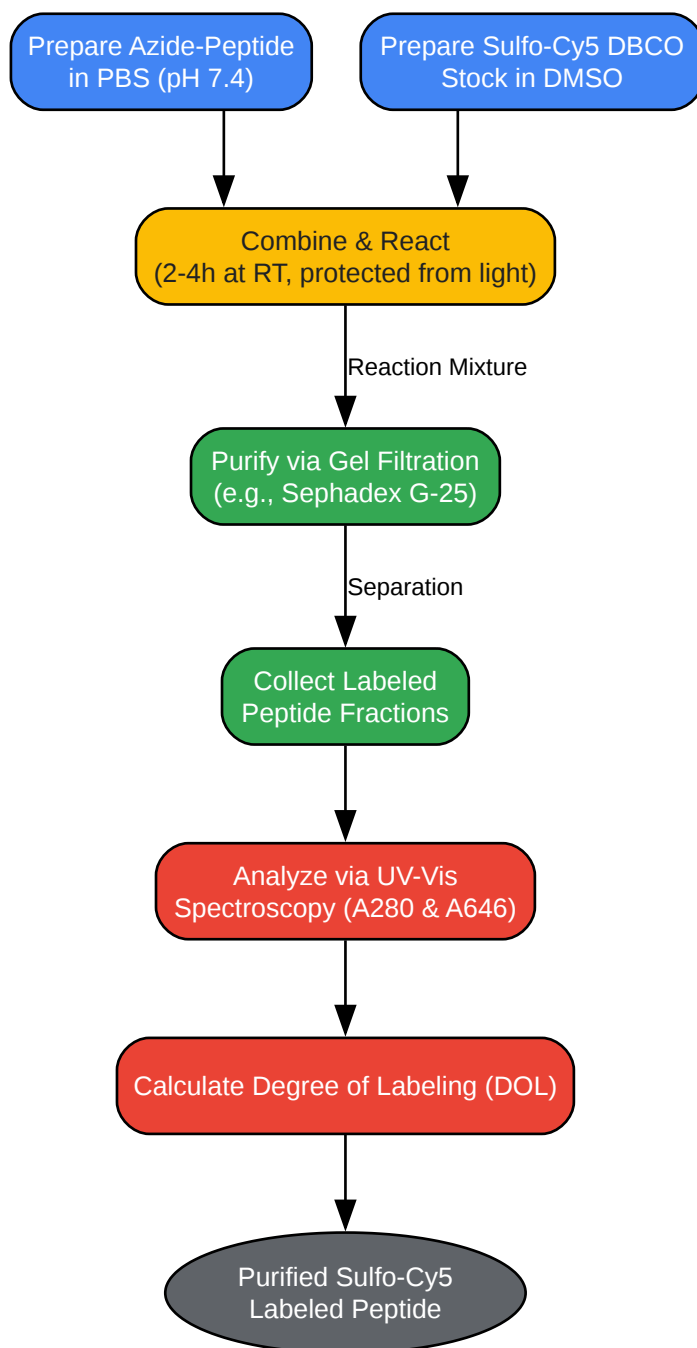 Prepare Azide-Peptide
in PBS (pH 7.4)
Prepare Sulfo-Cy5 DBCO
Stock in DMSO
Combine & React
(2-4h at RT, protected from light)
Reaction Mixture
Purify via Gel Filtration
(e.g., Sephadex G-25)
Separation
Collect Labeled
Peptide Fractions
Analyze via UV-Vis
Spectroscopy (A280 & A646)
Calculate Degree of Labeling (DOL)
Purified Sulfo-Cy5
Labeled Peptide